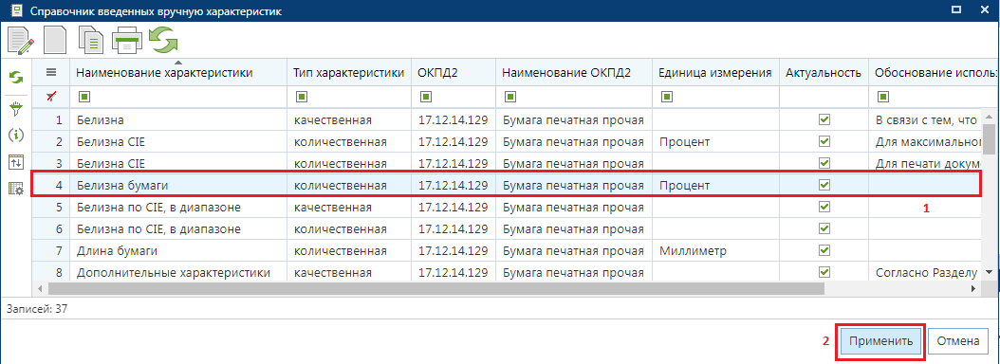 Справочник введенных вручную характеристик
Наименование характеристики Тип характеристики ОКПД2 Наименование ОКПД2 Единица измерения Актуальность Обоснование исполь
1 Белизна качественная 17.12.14.129 Бумага печатная прочая В связи с тем, что
2 Белизна CIE количественная 17.12.14.129 Бумага печатная прочая Процент Для максимальног
3 Белизна CIE количественная 17.12.14.129 Бумага печатная прочая Для печати докум
4 Белизна бумаги количественная 17.12.14.129 Бумага печатная прочая Процент
5 Белизна по CIE, в диапазоне качественная 17.12.14.129 Бумага печатная прочая 1
6 Белизна по CIE, в диапазоне количественная 17.12.14.129 Бумага печатная прочая
7 Длина бумаги количественная 17.12.14.129 Бумага печатная прочая Миллиметр
8 Дополнительные характеристики качественная 17.12.14.129 Бумага печатная прочая Согласно Разделу
Записей: 37
2 Применить Отмена